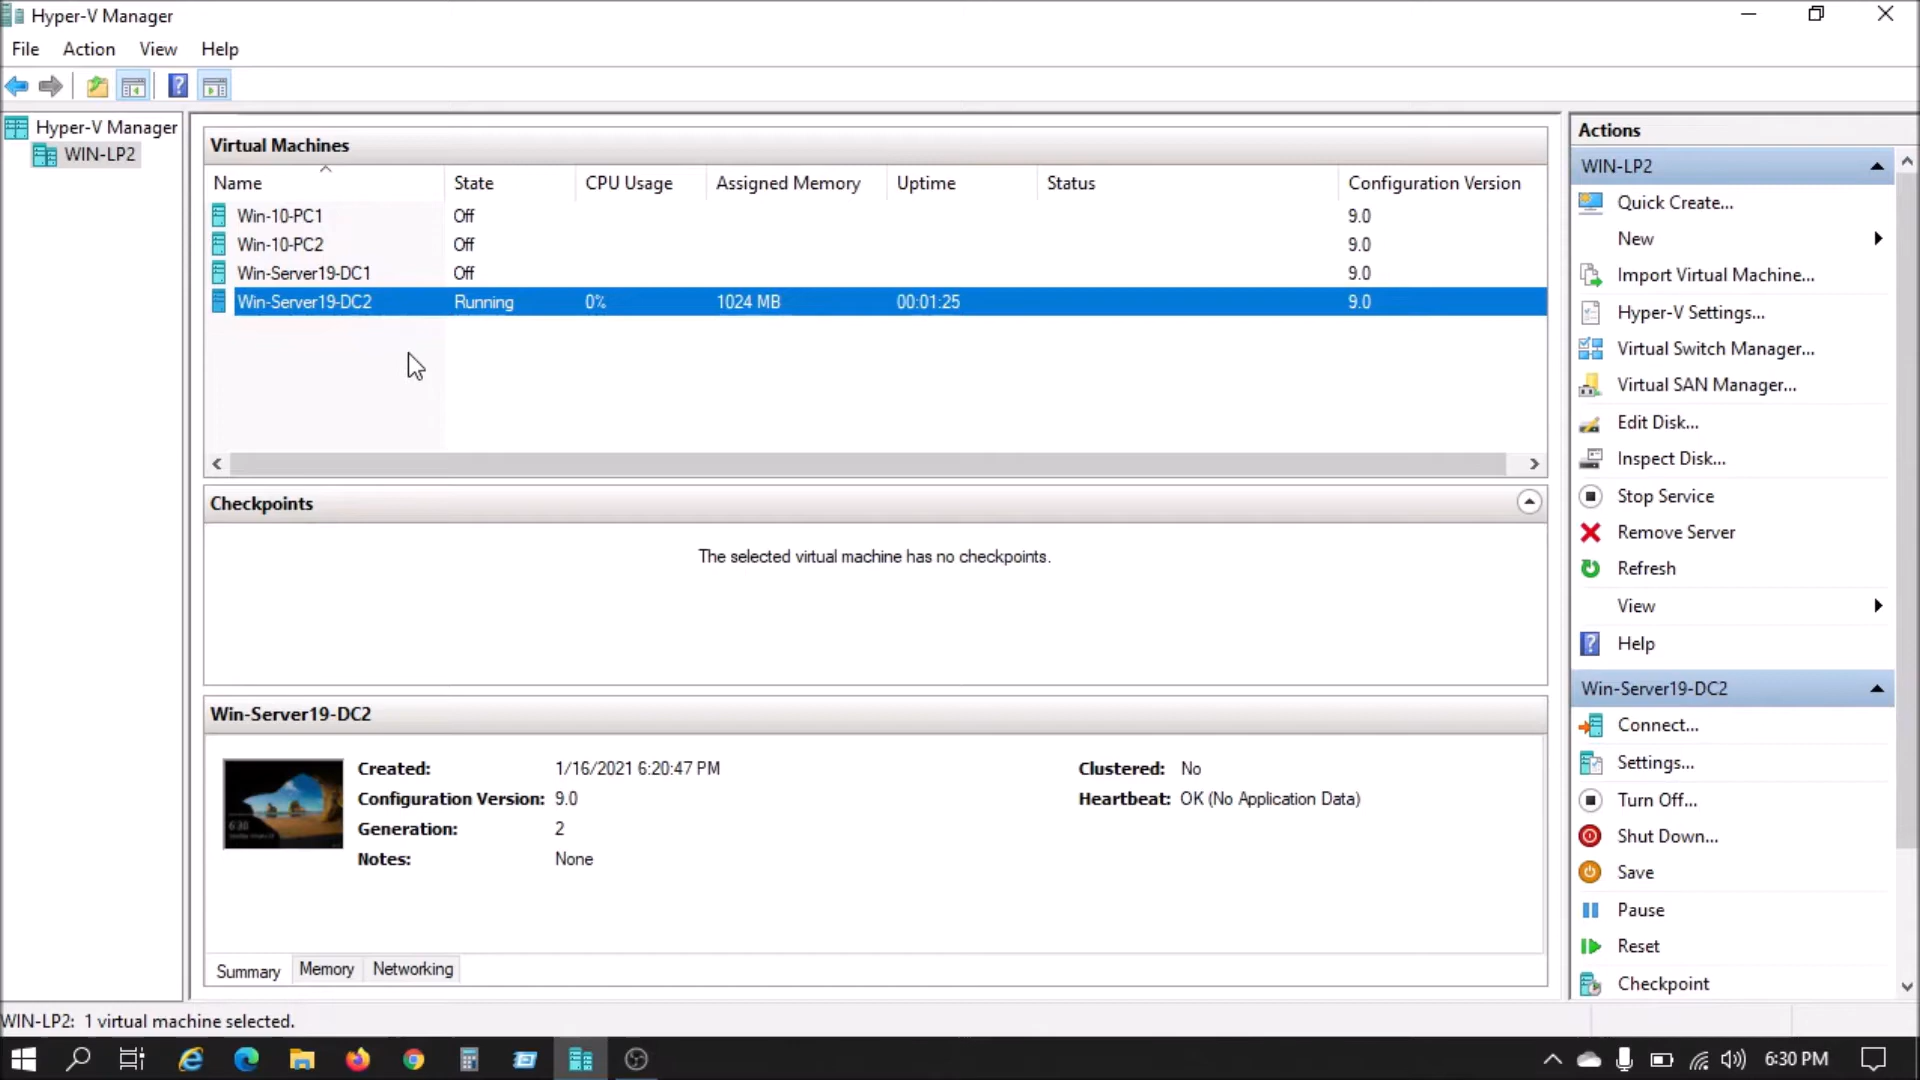 Hyper-V Manager
File Action View Help
Hyper-V Manager
WIN-LP2
Virtual Machines
Name State CPU Usage Assigned Memory Uptime Status Configuration Version
Win-10-PC1 Off 9.0
Win-10-PC2 Off 9.0
Win-Server19-DC1 Off 9.0
Win-Server19-DC2 Running 0% 1024 MB 00:01:25 9.0
Checkpoints
The selected virtual machine has no checkpoints.
Win-Server19-DC2
Created: 1/16/2021 6:20:47 PM Clustered: No
Configuration Version: 9.0 Heartbeat: OK (No Application Data)
Generation: 2
Notes: None
6:30
Summary Memory Networking
Actions
WIN-LP2
Quick Create...
New
Import Virtual Machine...
Hyper-V Settings...
Virtual Switch Manager...
Virtual SAN Manager...
Edit Disk...
Inspect Disk...
Stop Service
Remove Server
Refresh
View
Help
Win-Server19-DC2
Connect...
Settings...
Turn Off...
Shut Down...
Save
Pause
Reset
Checkpoint
WIN-LP2: 1 virtual machine selected.
6:30 PM